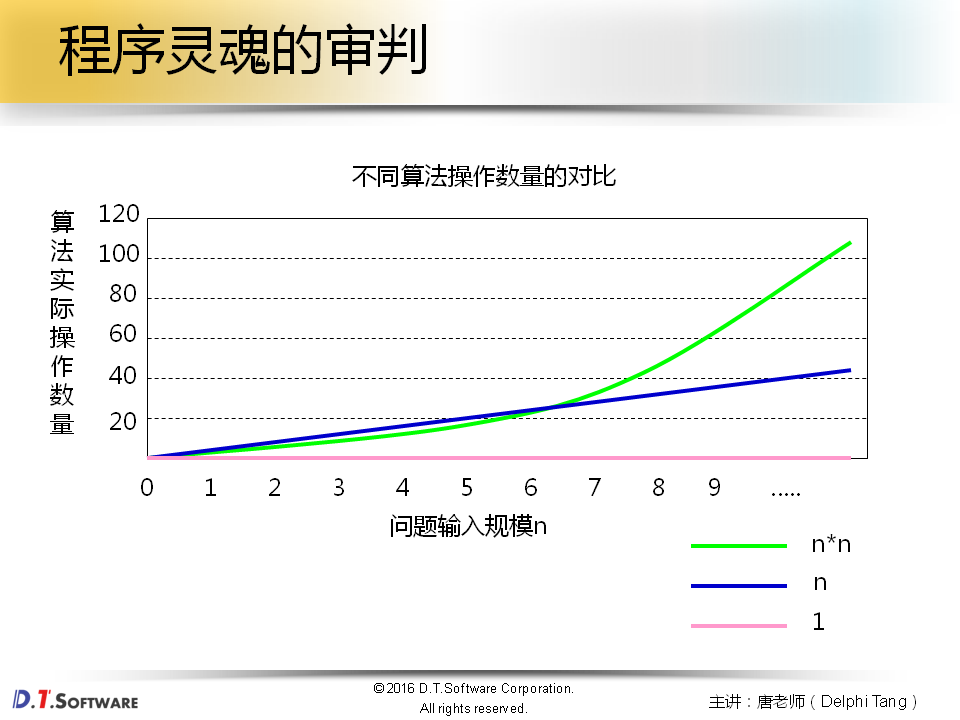 程序灵魂的审判
不同算法操作数量的对比
算法实际操作数量
120
100
80
60
40
20
0 1 2 3 4 5 6 7 8 9 .....
问题输入规模n
n*n
n
1
D.T.SOFTWARE
©2016 D.T.Software Corporation.
All rights reserved.
主讲：唐老师（Delphi Tang）